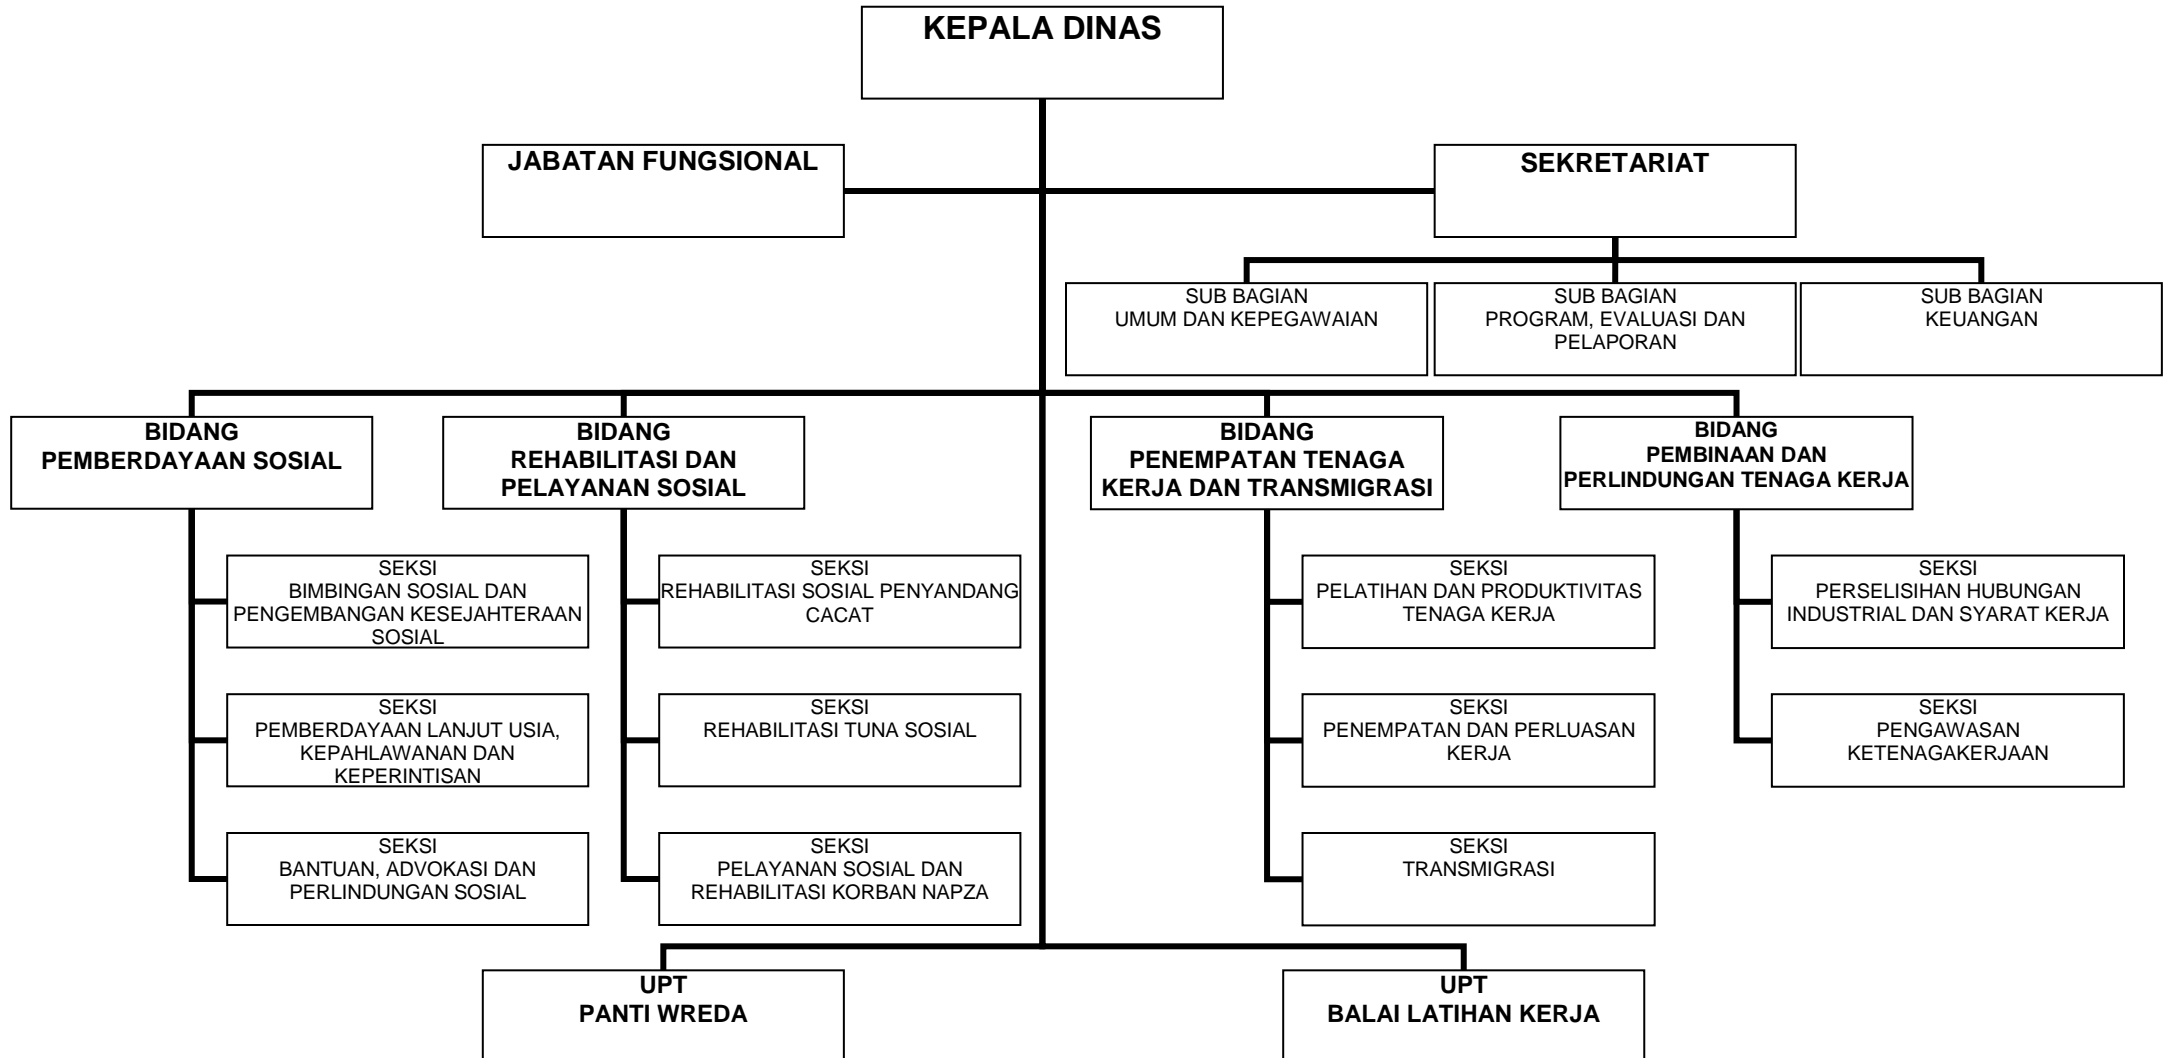 KEPALA DINAS
JABATAN FUNGSIONAL
SEKRETARIAT
SUB BAGIAN
UMUM DAN KEPEGAWAIAN
SUB BAGIAN
PROGRAM, EVALUASI DAN
PELAPORAN
SUB BAGIAN
KEUANGAN
BIDANG
PEMBERDAYAAN SOSIAL
BIDANG
REHABILITASI DAN
PELAYANAN SOSIAL
BIDANG
PENEMPATAN TENAGA
KERJA DAN TRANSMIGRASI
BIDANG
PEMBINAAN DAN
PERLINDUNGAN TENAGA KERJA
SEKSI
BIMBINGAN SOSIAL DAN
PENGEMBANGAN KESEJAHTERAAN
SOSIAL
SEKSI
REHABILITASI SOSIAL PENYANDANG
CACAT
SEKSI
PELATIHAN DAN PRODUKTIVITAS
TENAGA KERJA
SEKSI
PERSELISIHAN HUBUNGAN
INDUSTRIAL DAN SYARAT KERJA
SEKSI
PEMBERDAYAAN LANJUT USIA,
KEPAHLAWANAN DAN
KEPERINTISAN
SEKSI
REHABILITASI TUNA SOSIAL
SEKSI
PENEMPATAN DAN PERLUASAN
KERJA
SEKSI
PENGAWASAN
KETENAGAKERJAAN
SEKSI
BANTUAN, ADVOKASI DAN
PERLINDUNGAN SOSIAL
SEKSI
PELAYANAN SOSIAL DAN
REHABILITASI KORBAN NAPZA
SEKSI
TRANSMIGRASI
UPT
PANTI WREDA
UPT
BALAI LATIHAN KERJA